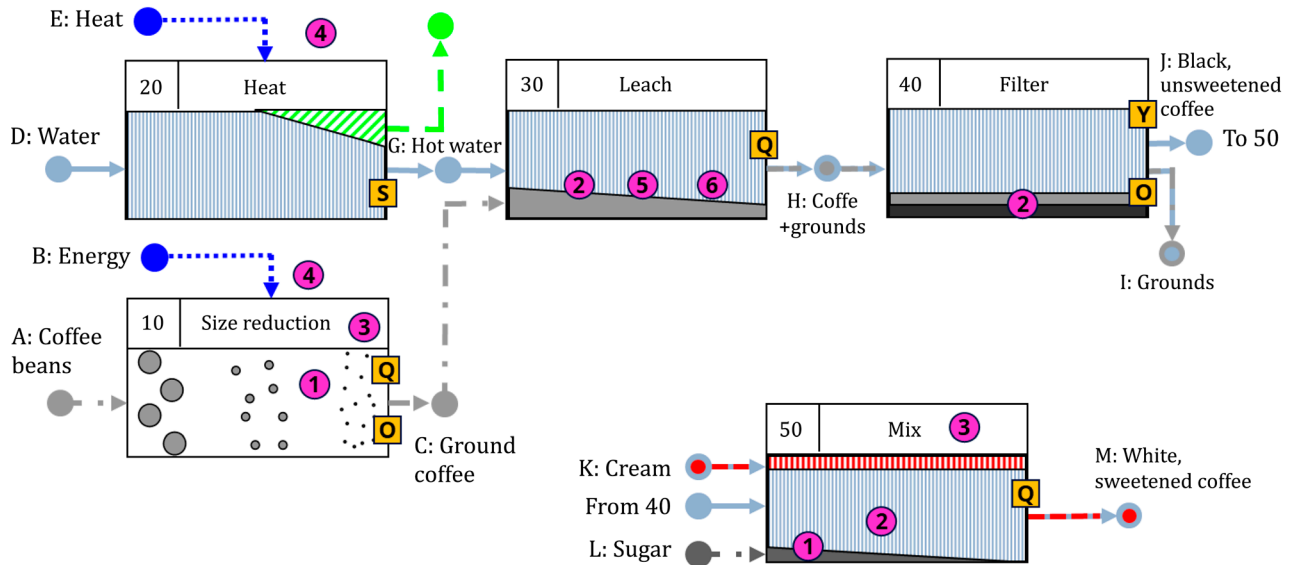 E: Heat
4
20
Heat
30
Leach
40
Filter
J: Black,
unsweetened
coffee
Y
To 50
D: Water
G: Hot water
Q
S
2
5
6
2
O
H: Coffe
+grounds
I: Grounds
B: Energy
4
10
Size reduction
3
A: Coffee
beans
1
Q
O
C: Ground
coffee
50
Mix
3
K: Cream
M: White,
sweetened coffee
Q
From 40
2
L: Sugar
1